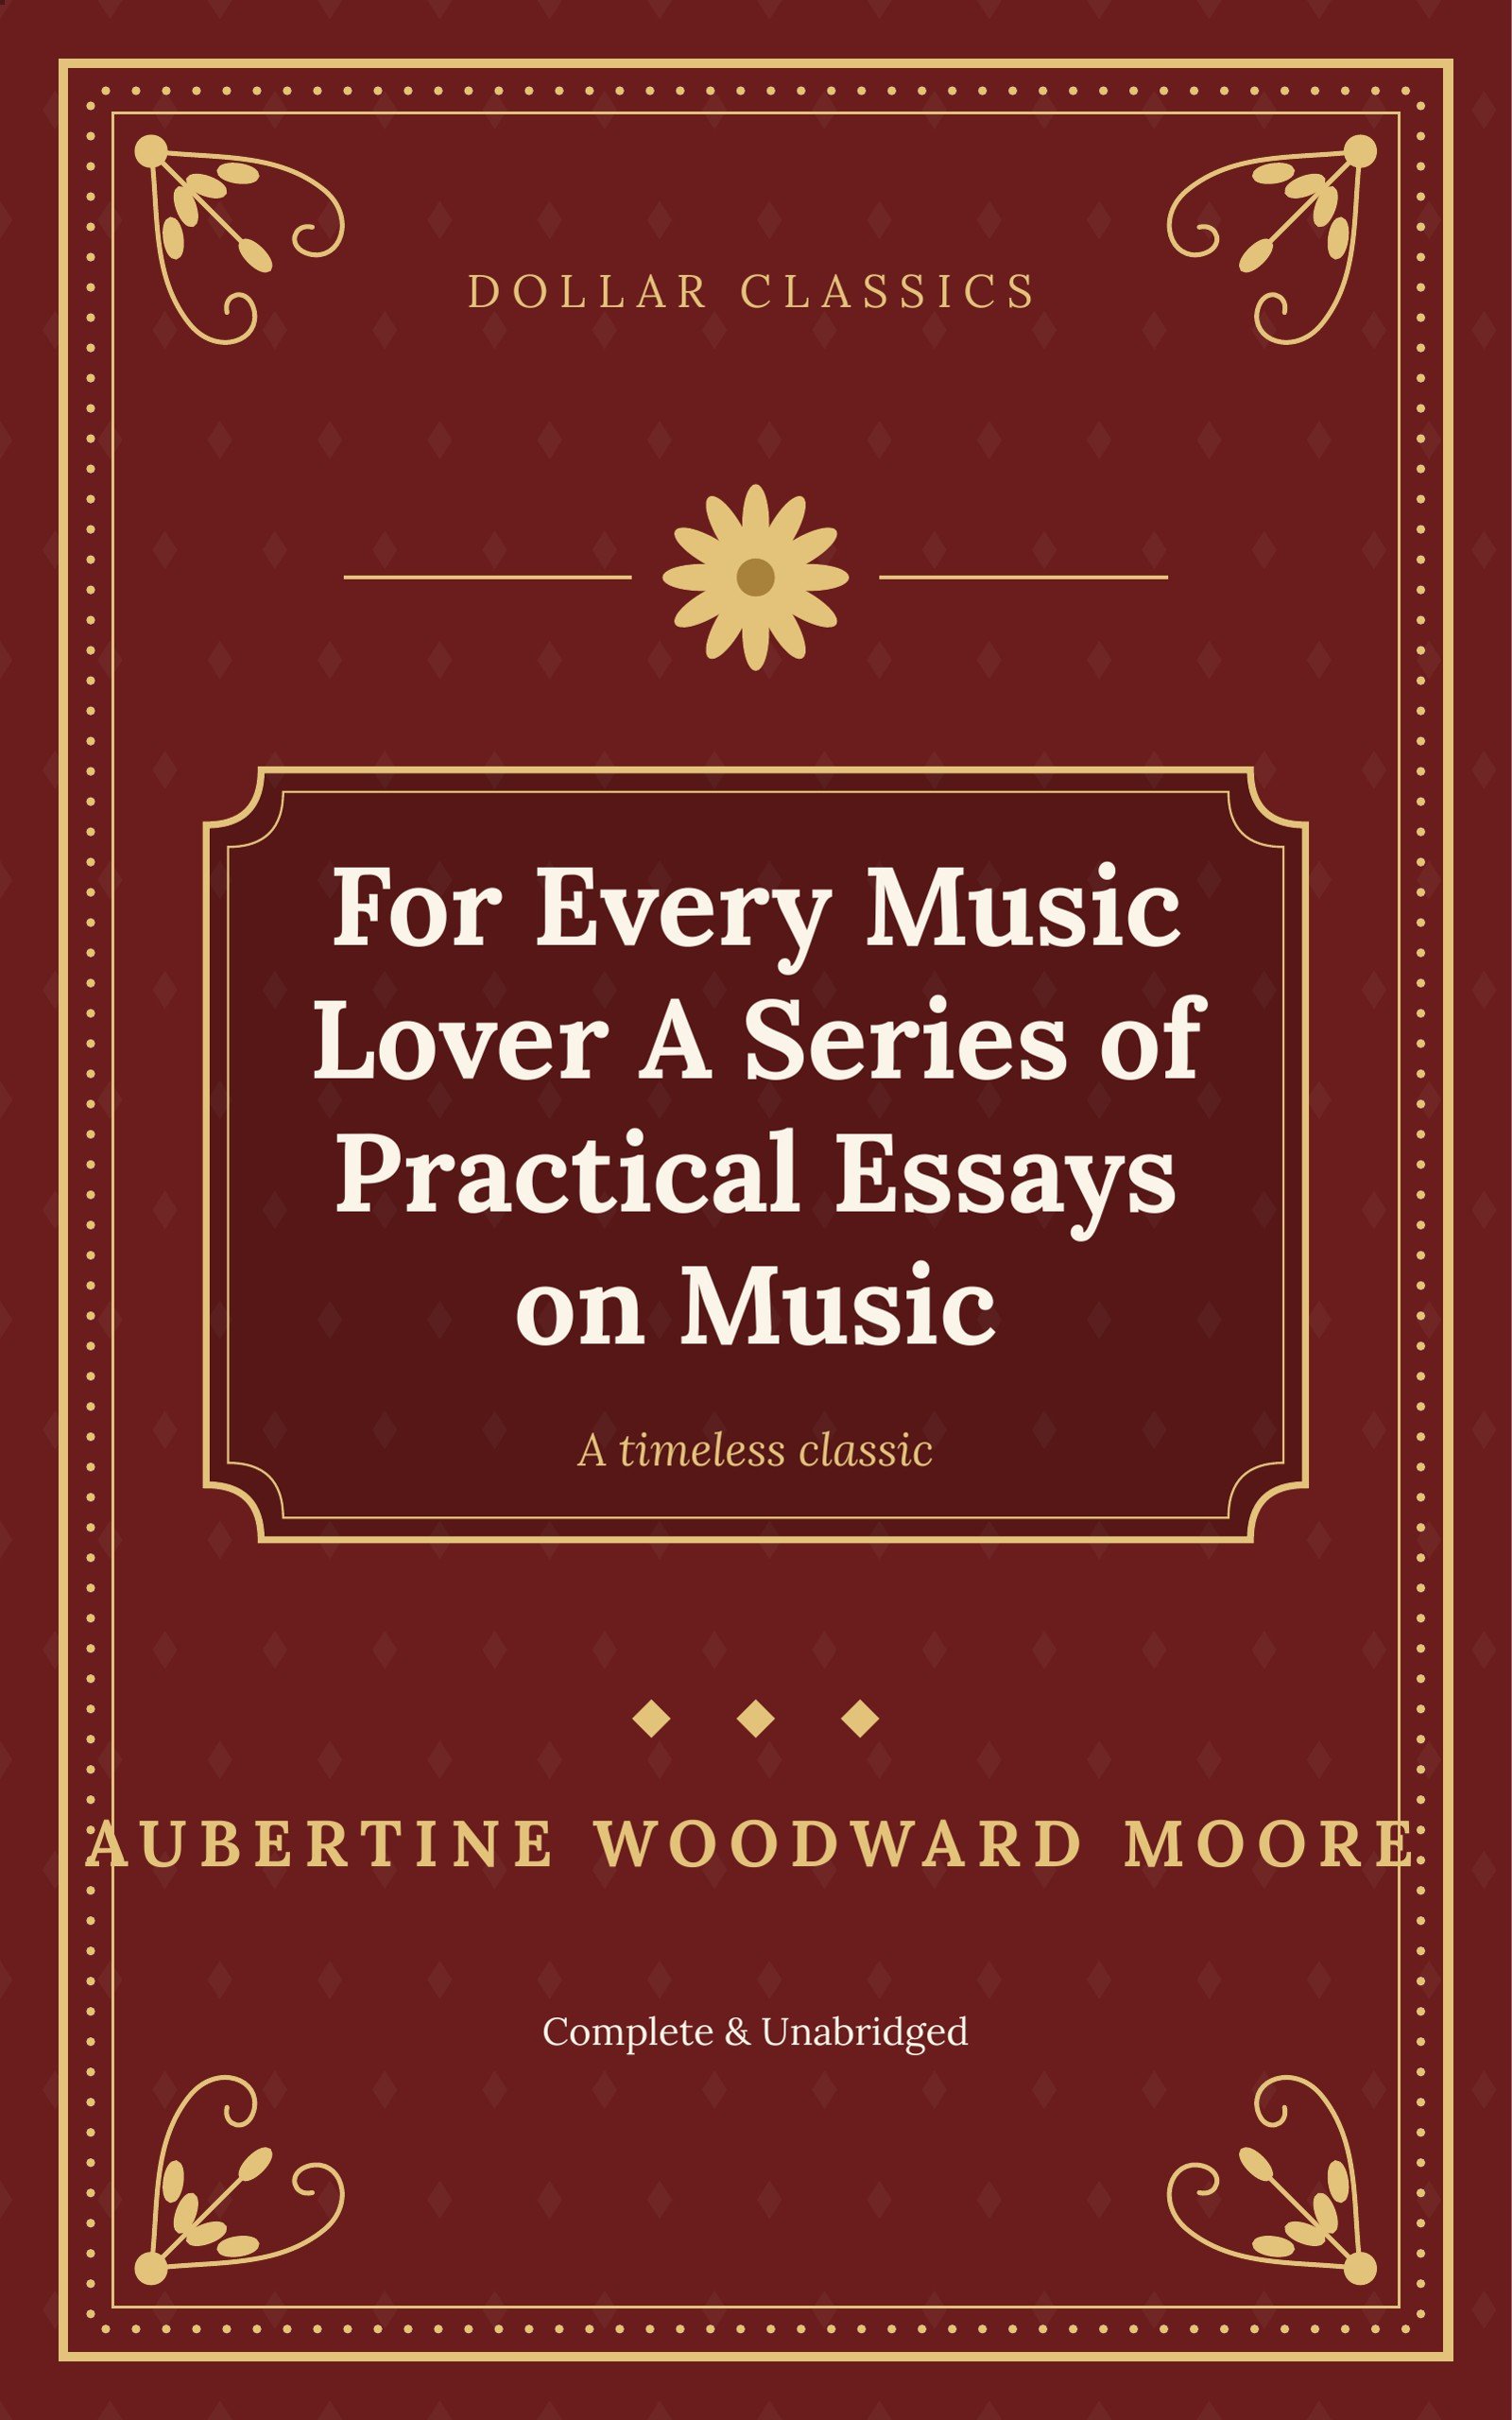 DOLLAR CLASSICS
For Every Music
Lover A Series of
Practical Essays
on Music
A timeless classic
AUBERTINE WOODWARD MOORE
Complete & Unabridged